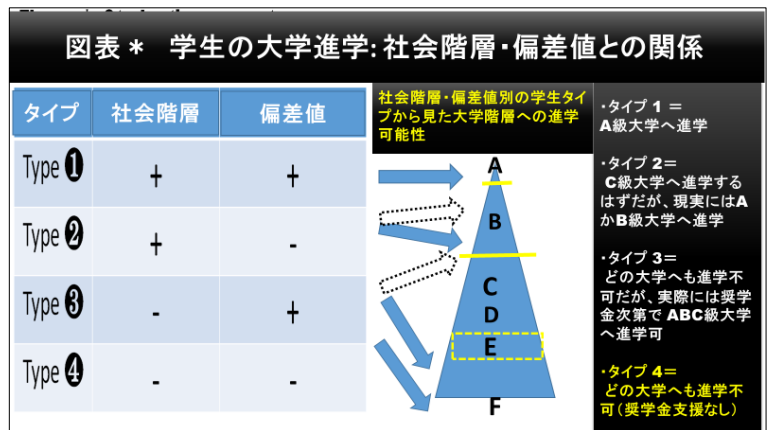 図表＊ 学生の大学進学:社会階層・偏差値との関係
タイプ 社会階層 偏差値
Type ❶ + +
Type ❷ + -
Type ❸ - +
Type ❹ - -
社会階層・偏差値別の学生タイ
プから見た大学階層への進学
可能性
A
B
C
D
E
F
・タイプ 1 =
A級大学へ進学
・タイプ 2=
C級大学へ進学する
はずだが、現実にはA
かB級大学へ進学
・タイプ 3=
どの大学へも進学不
可だが、実際には奨学
金次第で ABC級大学
へ進学可
・タイプ 4=
どの大学へも進学不
可(奨学金支援なし)